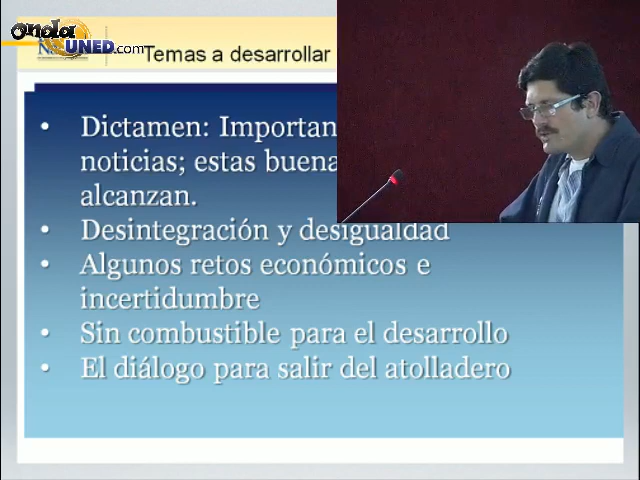 onda
UNED.com
Temas a desarrollar
• Dictamen: Importan
noticias; estas buena
alcanzan.
• Desintegración y desigualdad
• Algunos retos económicos e
incertidumbre
• Sin combustible para el desarrollo
• El diálogo para salir del atolladero